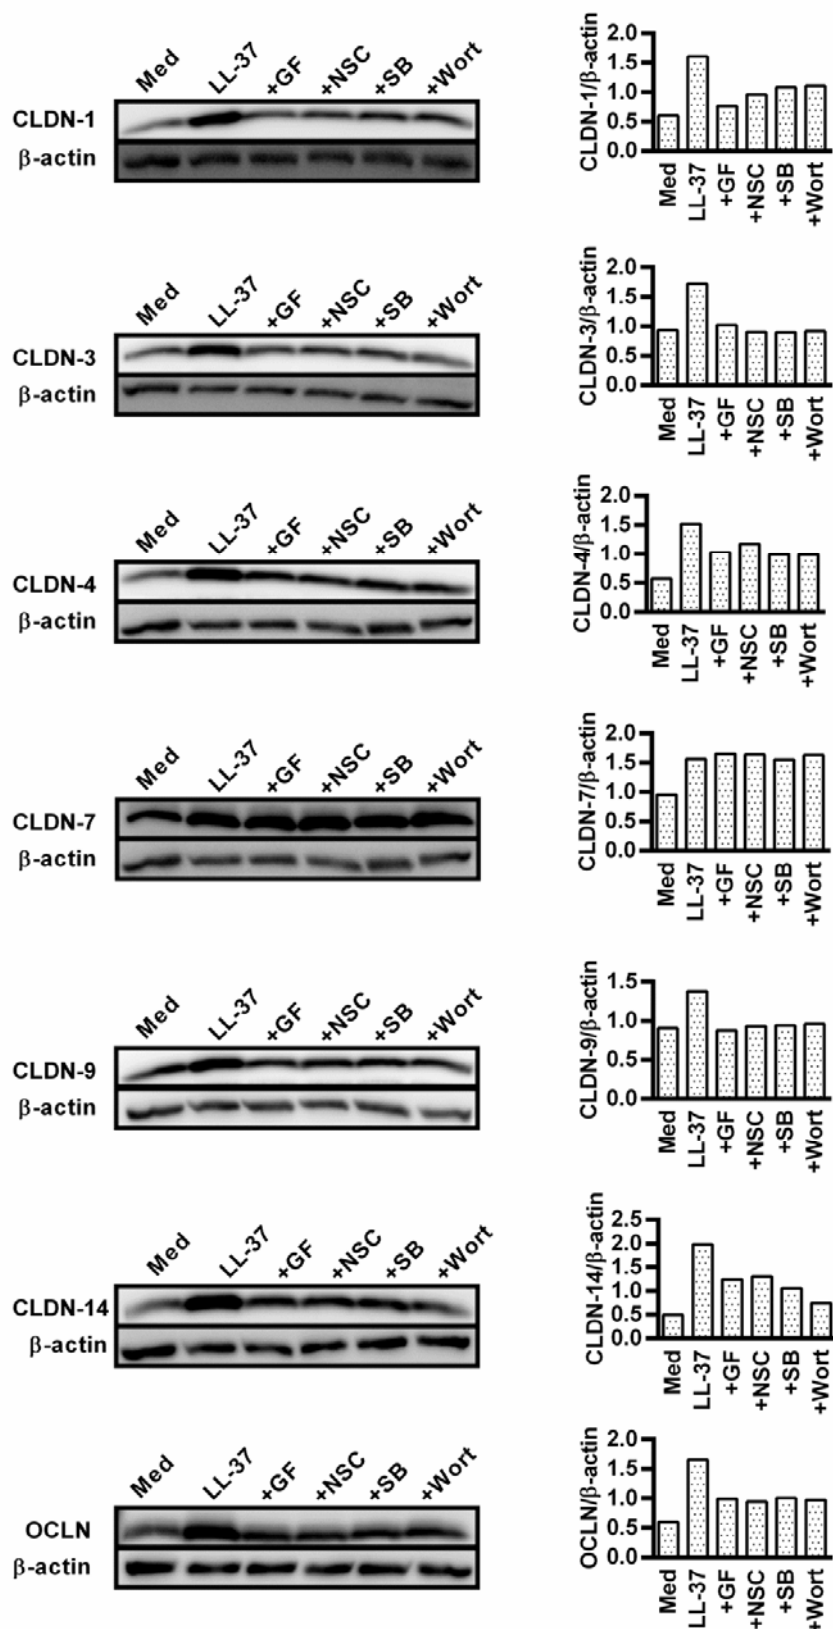 Med LL-37 +GF +NSC +SB +Wort
CLDN-1
β-actin
CLDN-1/β-actin
2.0
1.5
1.0
0.5
0.0
Med LL-37 +GF +NSC +SB +Wort
Med LL-37 +GF +NSC +SB +Wort
CLDN-3
β-actin
CLDN-3/β-actin
2.0
1.5
1.0
0.5
0.0
Med LL-37 +GF +NSC +SB +Wort
Med LL-37 +GF +NSC +SB +Wort
CLDN-4
β-actin
CLDN-4/β-actin
2.0
1.5
1.0
0.5
0.0
Med LL-37 +GF +NSC +SB +Wort
Med LL-37 +GF +NSC +SB +Wort
CLDN-7
β-actin
CLDN-7/β-actin
2.0
1.5
1.0
0.5
0.0
Med LL-37 +GF +NSC +SB +Wort
Med LL-37 +GF +NSC +SB +Wort
CLDN-9
β-actin
CLDN-9/β-actin
1.5
1.0
0.5
0.0
Med LL-37 +GF +NSC +SB +Wort
Med LL-37 +GF +NSC +SB +Wort
CLDN-14
β-actin
CLDN-14/β-actin
2.5
2.0
1.5
1.0
0.5
0.0
Med LL-37 +GF +NSC +SB +Wort
Med LL-37 +GF +NSC +SB +Wort
OCLN
β-actin
OCLN/β-actin
2.0
1.5
1.0
0.5
0.0
Med LL-37 +GF +NSC +SB +Wort